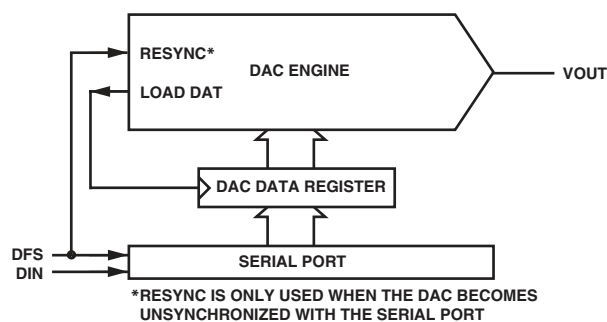 RESYNC*
DAC ENGINE
VOUT
LOAD DAT
DAC DATA REGISTER
DFS
SERIAL PORT
DIN
*RESYNC IS ONLY USED WHEN THE DAC BECOMES
UNSYNCHRONIZED WITH THE SERIAL PORT